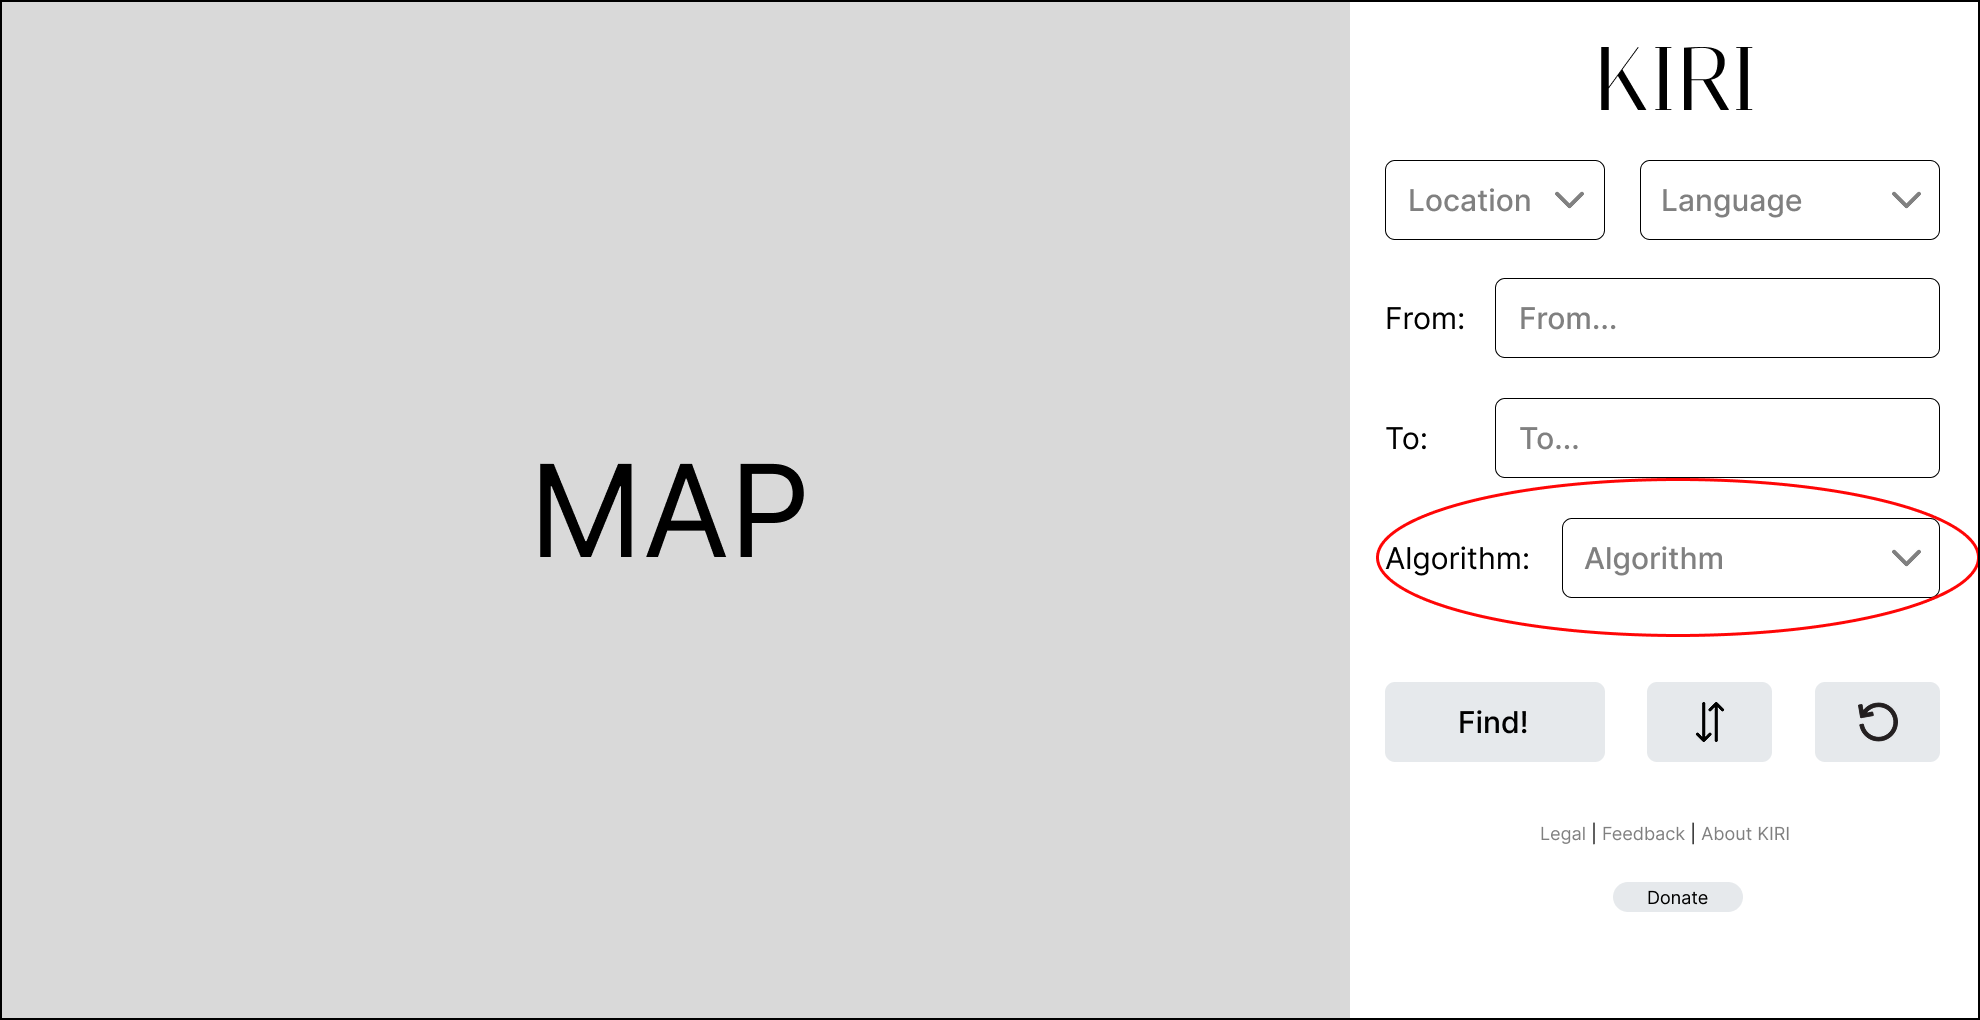 MAP
KIRI
Location
Language
From:
From...
To:
To...
Algorithm:
Algorithm
Find!
Legal | Feedback | About KIRI
Donate